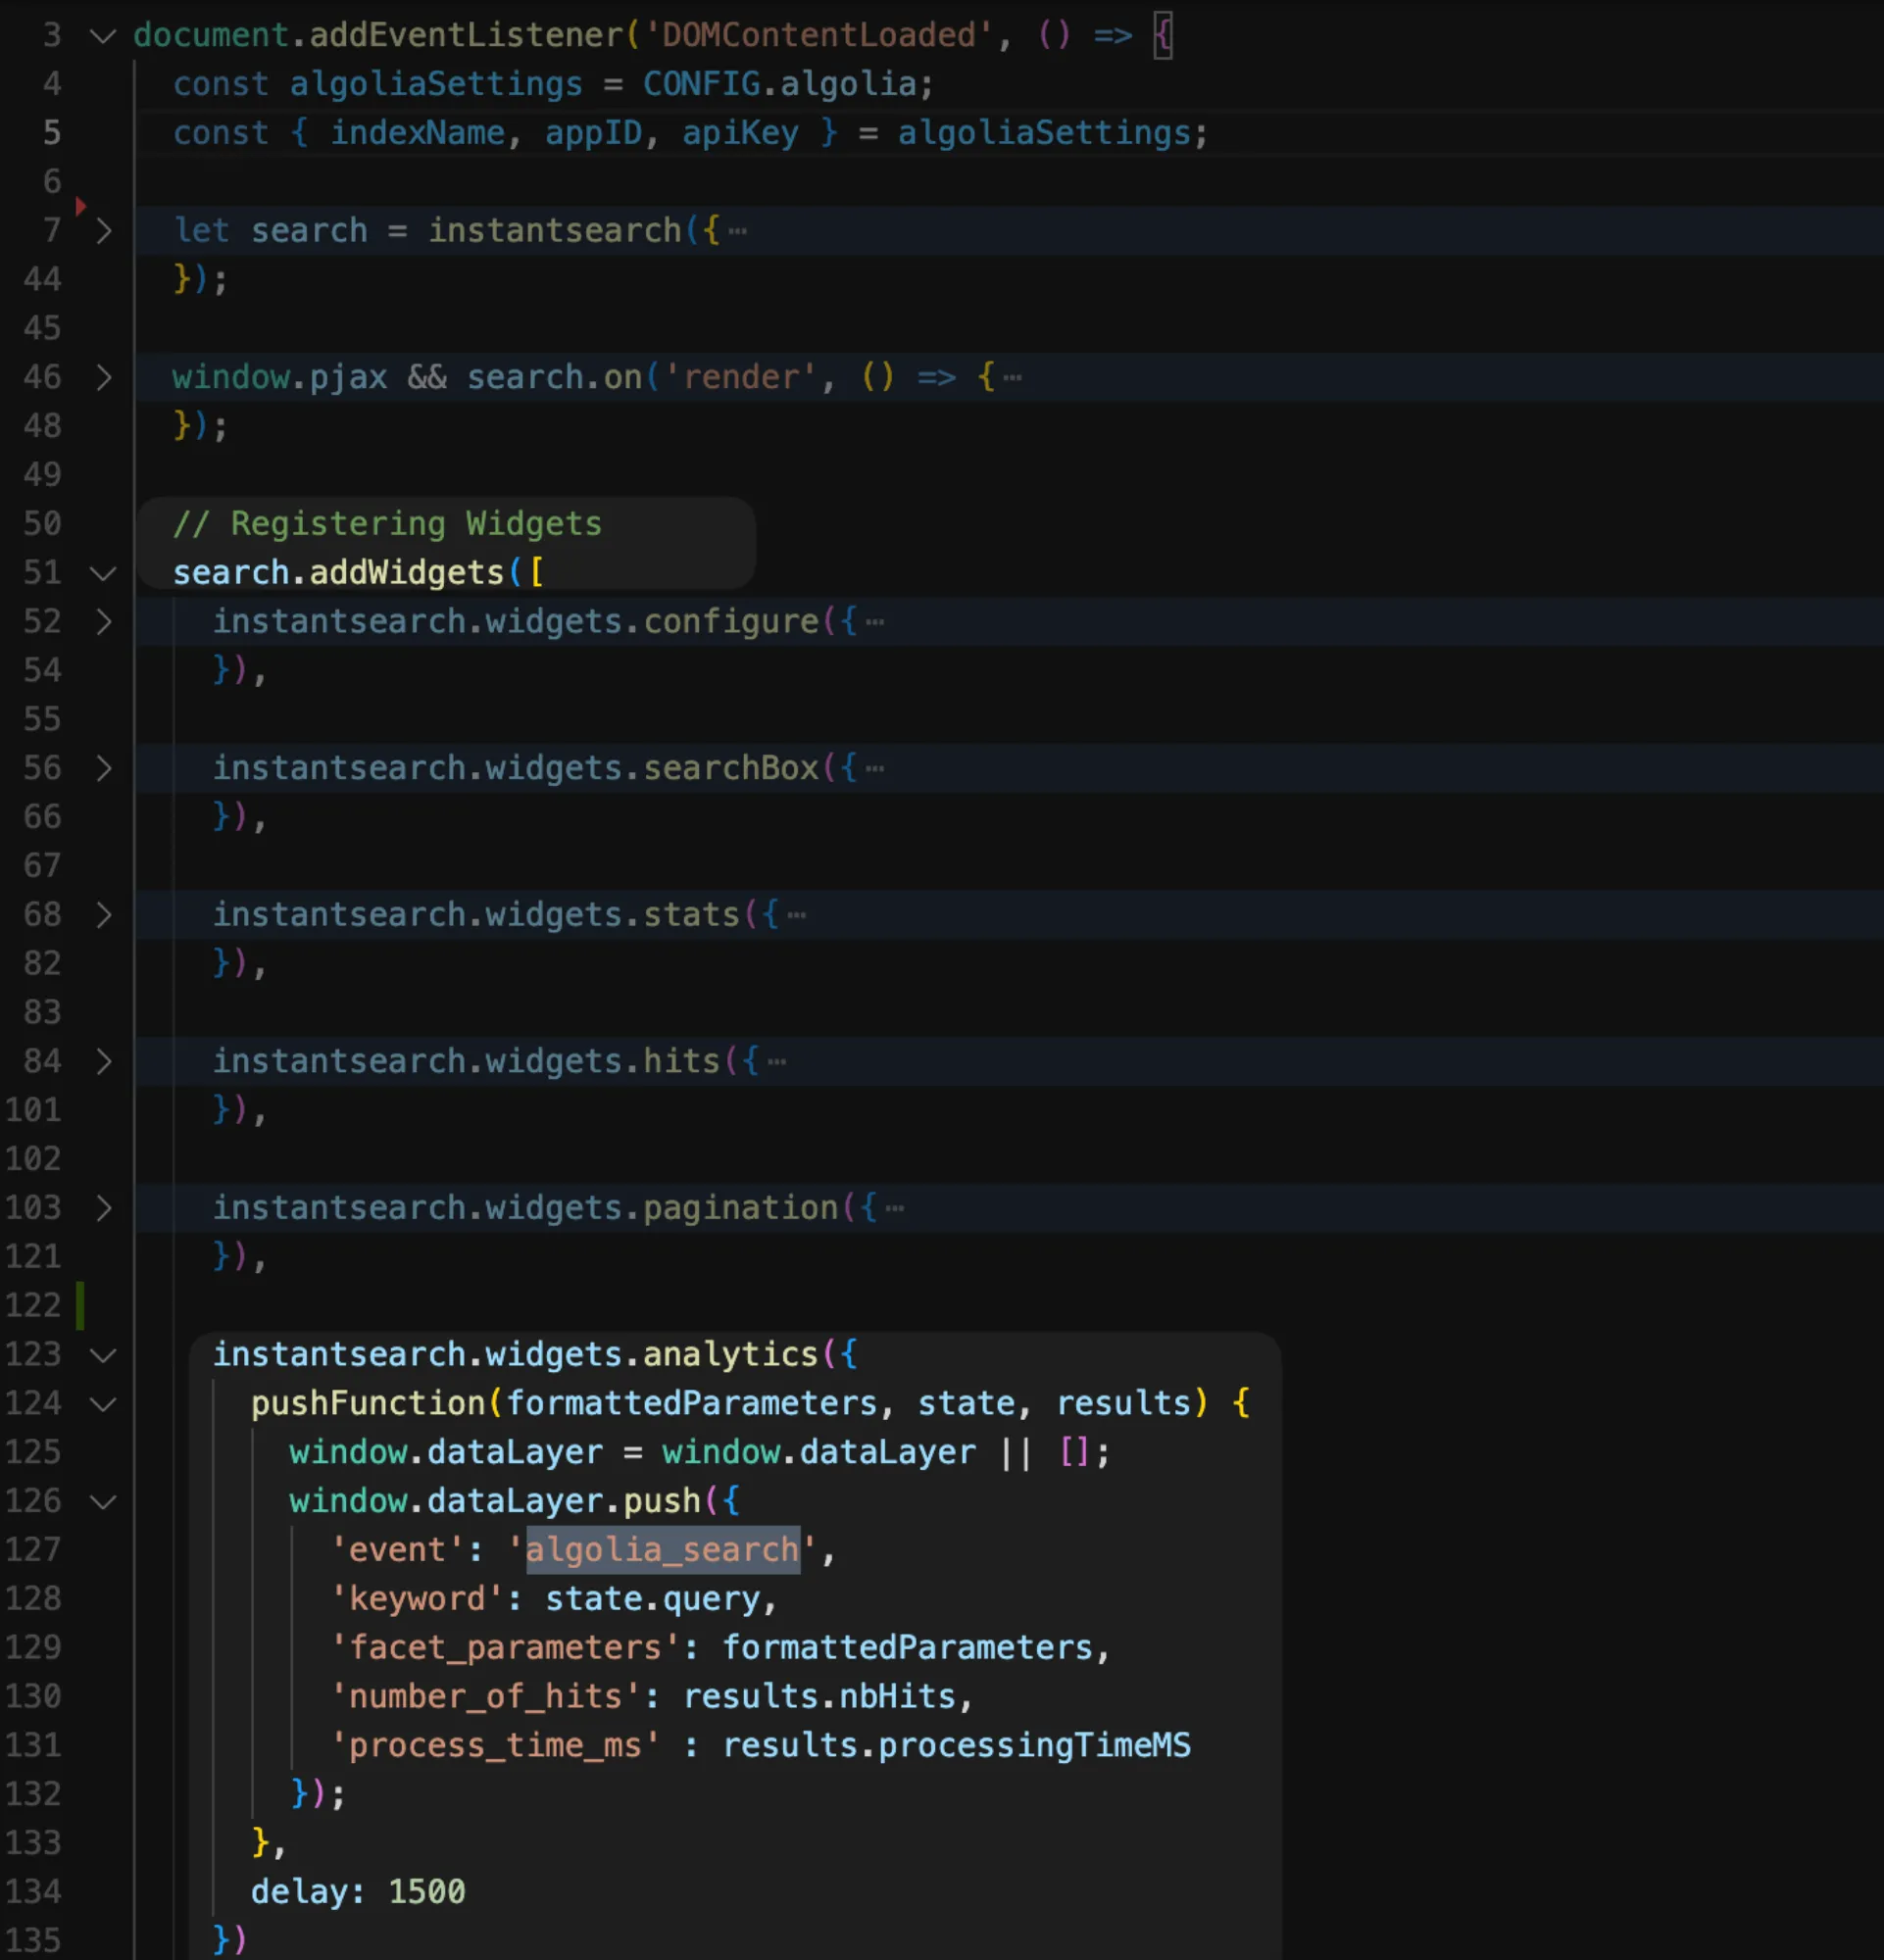 3 document.addEventListener('DOMContentLoaded', () => {
4 const algoliaSettings = CONFIG.algolia;
5 const { indexName, appID, apiKey } = algoliaSettings;
6
7 let search = instantsearch({ ⋯
44 });
45
46 window.pjax && search.on('render', () => { ⋯
48 });
49
50 // Registering Widgets
51 search.addWidgets([
52 instantsearch.widgets.configure({ ⋯
54 }),
55
56 instantsearch.widgets.searchBox({ ⋯
66 }),
67
68 instantsearch.widgets.stats({ ⋯
82 }),
83
84 instantsearch.widgets.hits({ ⋯
101 }),
102
103 instantsearch.widgets.pagination({ ⋯
121 }),
122
123 instantsearch.widgets.analytics({
124 pushFunction(formattedParameters, state, results) {
125 window.dataLayer = window.dataLayer || [];
126 window.dataLayer.push({
127 'event': 'algolia_search',
128 'keyword': state.query,
129 'facet_parameters': formattedParameters,
130 'number_of_hits': results.nbHits,
131 'process_time_ms' : results.processingTimeMS
132 });
133 },
134 delay: 1500
135 })